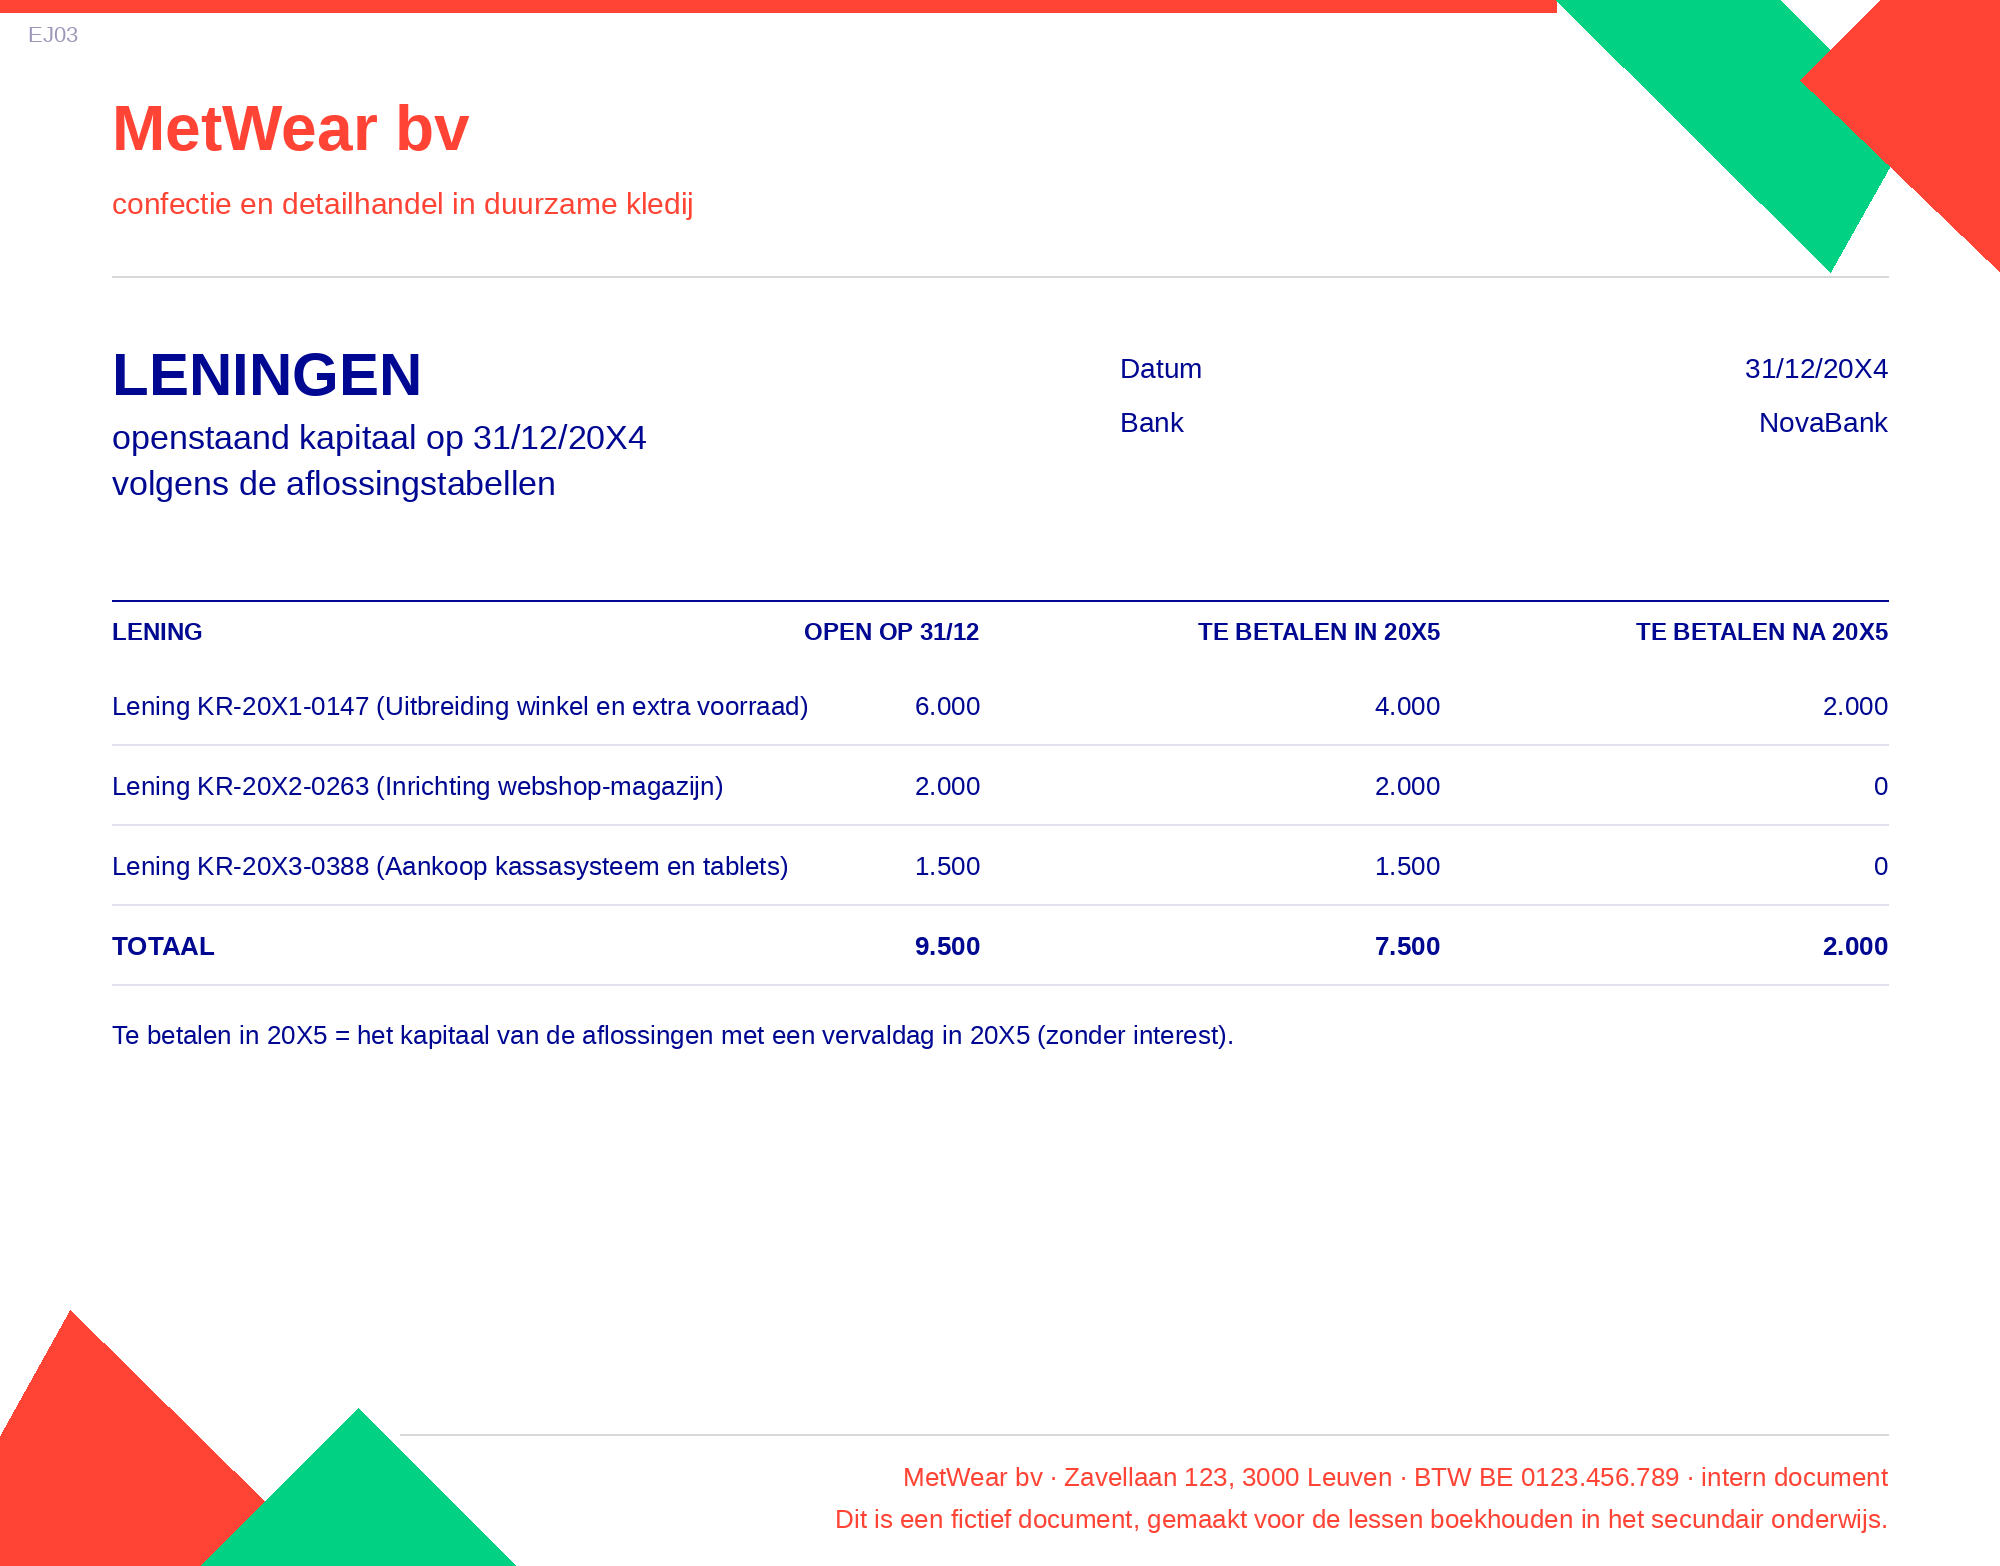 EJ03
MetWear bv
confectie en detailhandel in duurzame kledij
LENINGEN
openstaand kapitaal op 31/12/20X4
volgens de aflossingstabellen
Datum 31/12/20X4
Bank NovaBank
LENING OPEN OP 31/12 TE BETALEN IN 20X5 TE BETALEN NA 20X5
Lening KR-20X1-0147 (Uitbreiding winkel en extra voorraad) 6.000 4.000 2.000
Lening KR-20X2-0263 (Inrichting webshop-magazijn) 2.000 2.000 0
Lening KR-20X3-0388 (Aankoop kassasysteem en tablets) 1.500 1.500 0
TOTAAL 9.500 7.500 2.000
Te betalen in 20X5 = het kapitaal van de aflossingen met een vervaldag in 20X5 (zonder interest).
MetWear bv · Zavellaan 123, 3000 Leuven · BTW BE 0123.456.789 · intern document
Dit is een fictief document, gemaakt voor de lessen boekhouden in het secundair onderwijs.